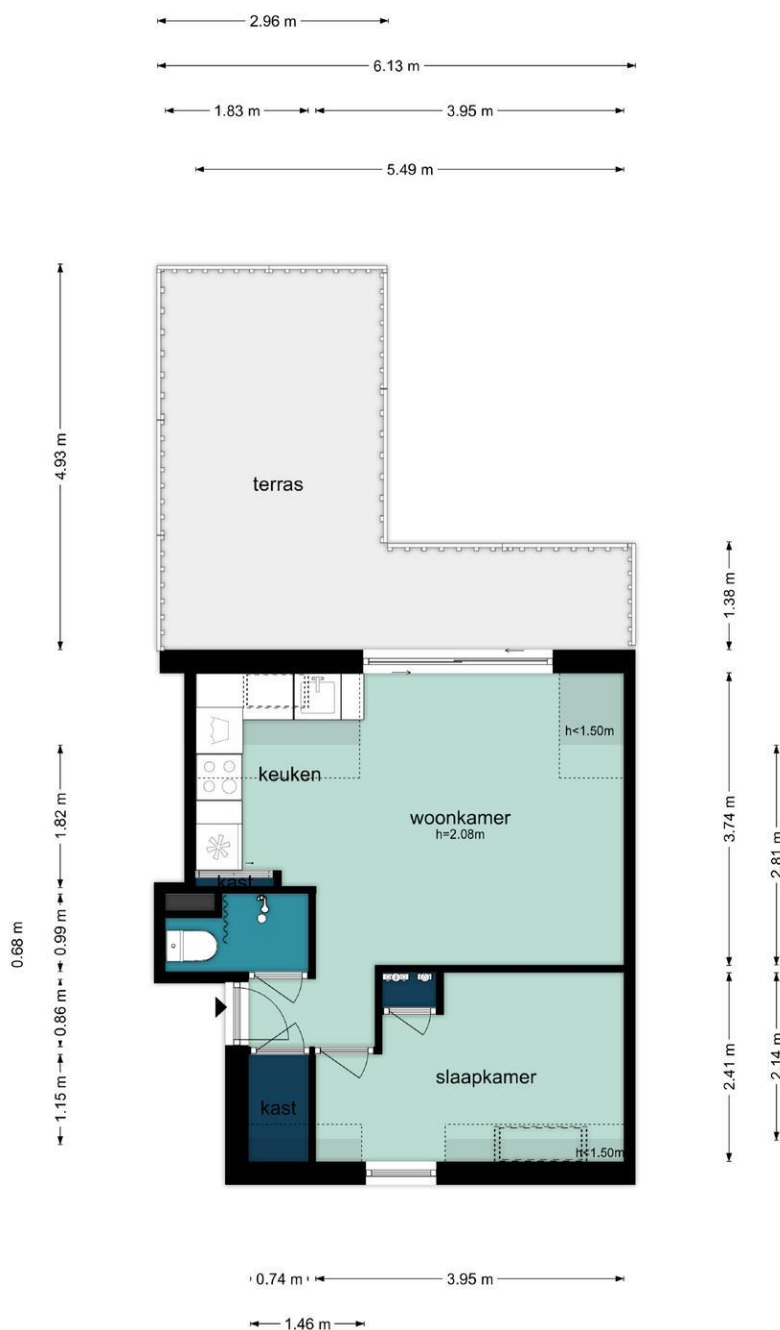 2.96 m
6.13 m
1.83 m
3.95 m
5.49 m
4.93 m
terras
1.38 m
h<1.50m
keuken
woonkamer
h=2.08m
1.82 m
3.74 m
2.81 m
kast
0.68 m
0.99 m
0.86 m
1.15 m
slaapkamer
kast
2.41 m
2.14 m
h<1.50m
0.74 m
3.95 m
1.46 m